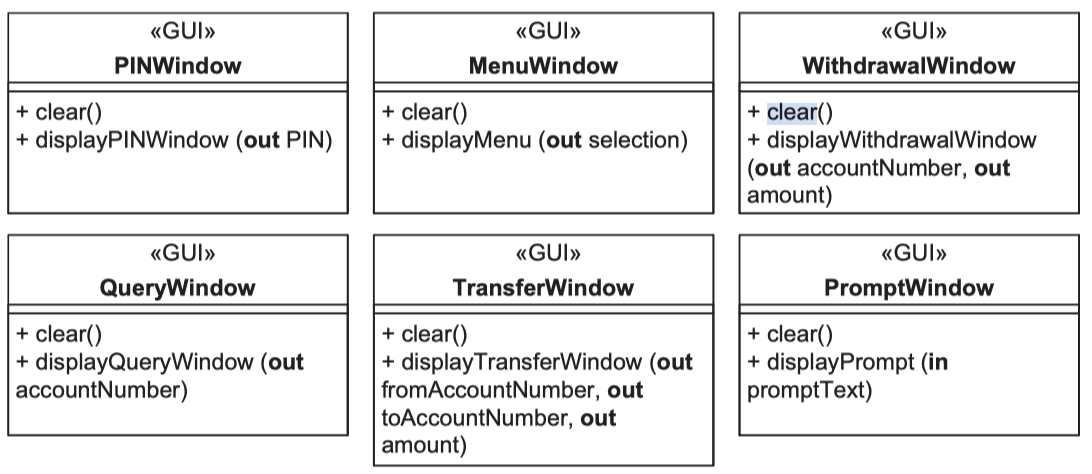 «GUI»
PINWindow
+ clear()
+ displayPINWindow (out PIN)
«GUI»
MenuWindow
+ clear()
+ displayMenu (out selection)
«GUI»
WithdrawalWindow
+ clear()
+ displayWithdrawalWindow
(out accountNumber, out
amount)
«GUI»
QueryWindow
+ clear()
+ displayQueryWindow (out
accountNumber)
«GUI»
TransferWindow
+ clear()
+ displayTransferWindow (out
fromAccountNumber, out
toAccountNumber, out
amount)
«GUI»
PromptWindow
+ clear()
+ displayPrompt (in
promptText)